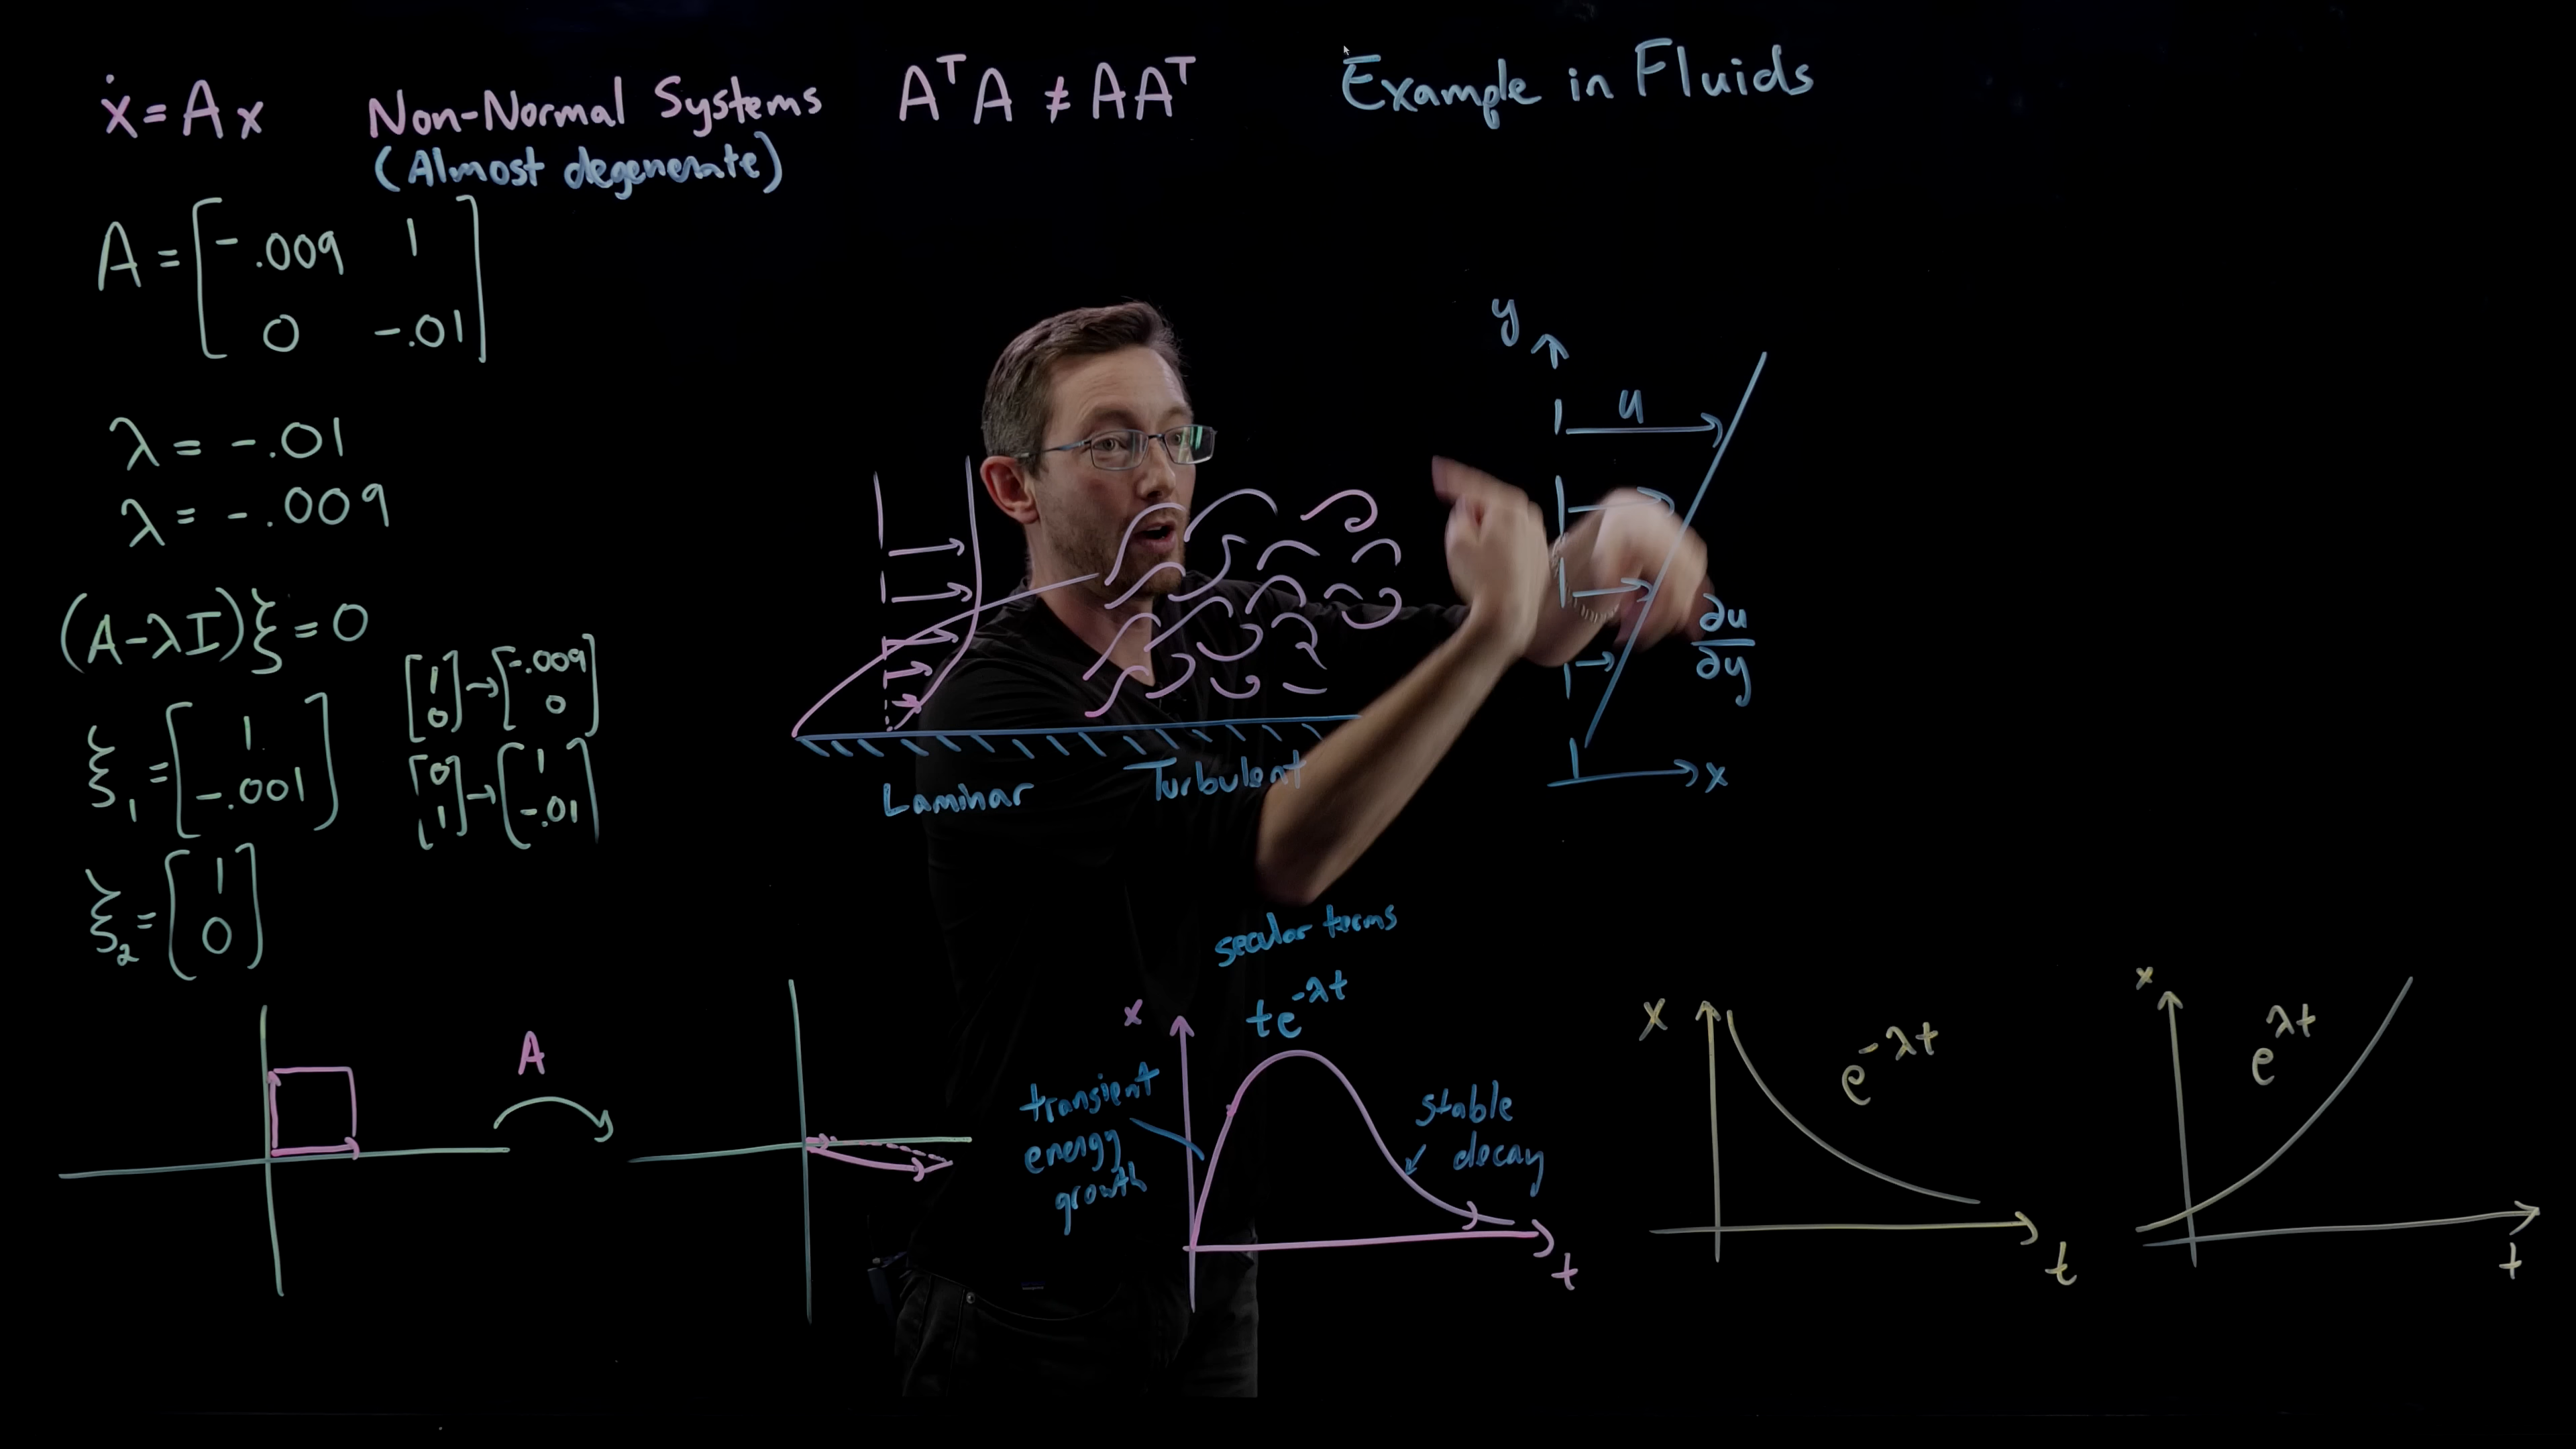 ẋ = Ax
Non-Normal Systems
(Almost degenerate)
AᵀA ≠ AAᵀ
Example in Fluids
A = [ -.009 1
0 -.01 ]
λ = -.01
λ = -.009
(A-λI)ξ = 0
ξ₁ = [ 1
-.001 ]
[ 1
0 ] → [ -.009
0 ]
[ 0
1 ] → [ 1
-.01 ]
ξ₂ = [ 1
0 ]
A
Laminar
Turbulent
y
u
∂u
∂y
x
secular terms
te^{-λt}
x
transient
energy
growth
stable
decay
t
x
e^{-λt}
t
x
e^{λt}
t